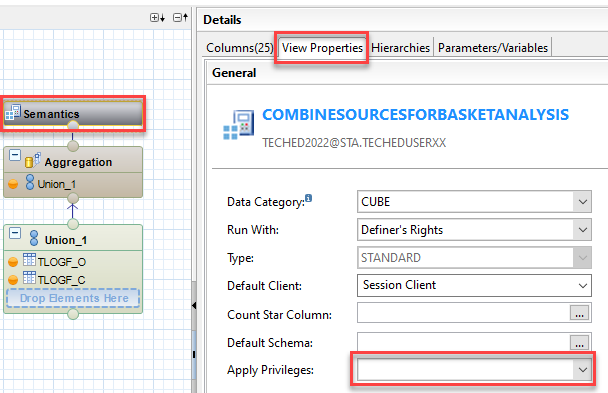 Semantics
Aggregation
Union_1
Union_1
TLOGF_O
TLOGF_C
Drop Elements Here
Details
Columns(25) View Properties Hierarchies Parameters/Variables
General
COMBINESOURCESFORBASKETANALYSIS
TECHED2022@STA.TECHEDUSERXX
Data Category: CUBE
Run With: Definer's Rights
Type: STANDARD
Default Client: Session Client
Count Star Column: ...
Default Schema: ...
Apply Privileges: